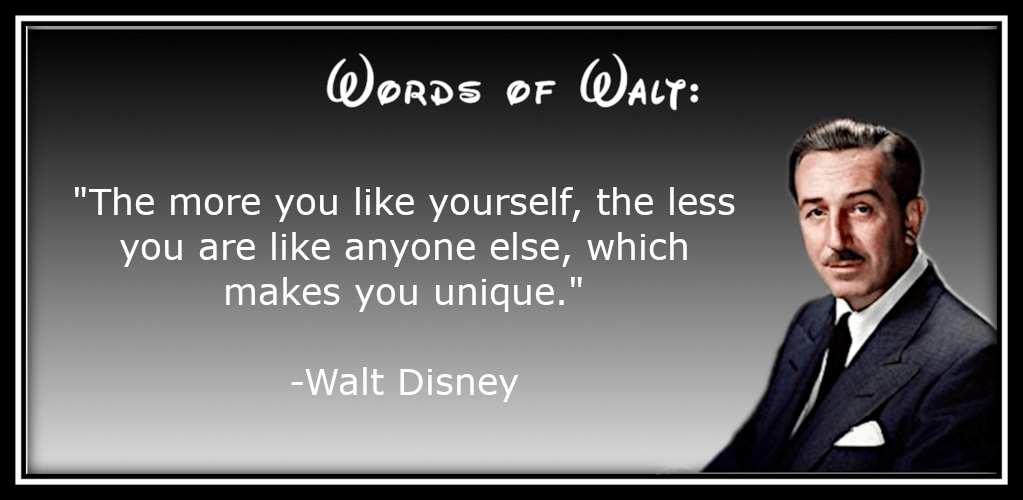 Words of Walt:
"The more you like yourself, the less
you are like anyone else, which
makes you unique."
-Walt Disney